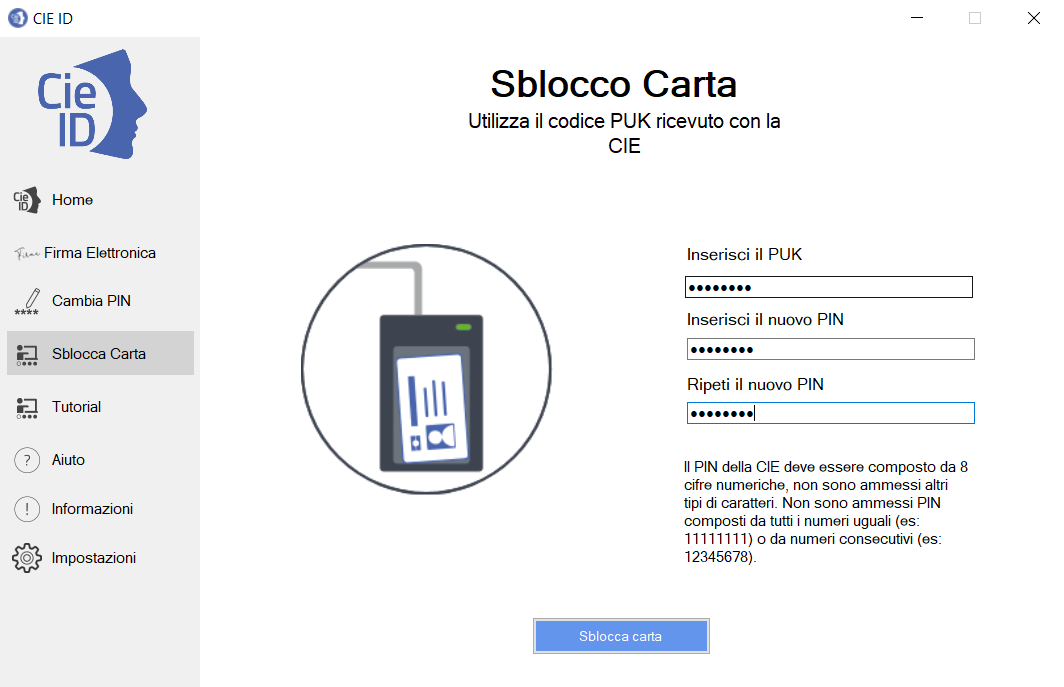 CIE ID
Cie
ID
Cie
ID
Home
Firma
Firma Elettronica
****
Cambia PIN
Sblocca Carta
Tutorial
?
Aiuto
!
Informazioni
Impostazioni
Sblocco Carta
Utilizza il codice PUK ricevuto con la
CIE
Inserisci il PUK
●●●●●●●●
Inserisci il nuovo PIN
●●●●●●●●
Ripeti il nuovo PIN
●●●●●●●●
Il PIN della CIE deve essere composto da 8
cifre numeriche, non sono ammessi altri
tipi di caratteri. Non sono ammessi PIN
composti da tutti i numeri uguali (es:
11111111) o da numeri consecutivi (es:
12345678).
Sblocca carta